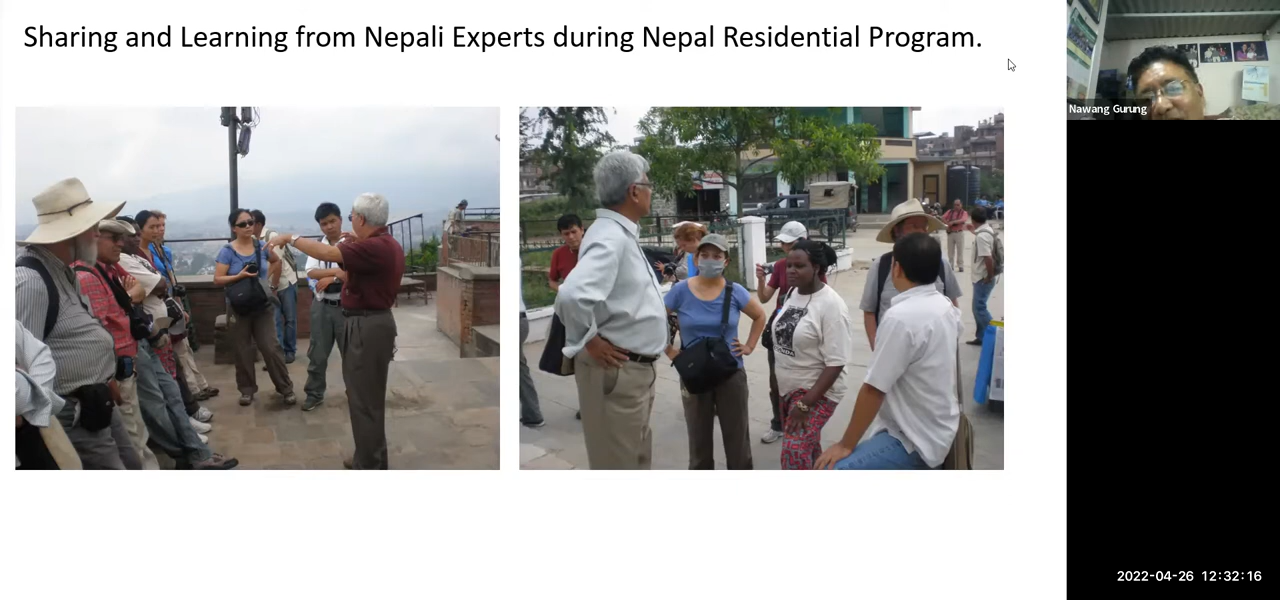 Sharing and Learning from Nepali Experts during Nepal Residential Program.
Nawang Gurung
2022-04-26 12:32:16